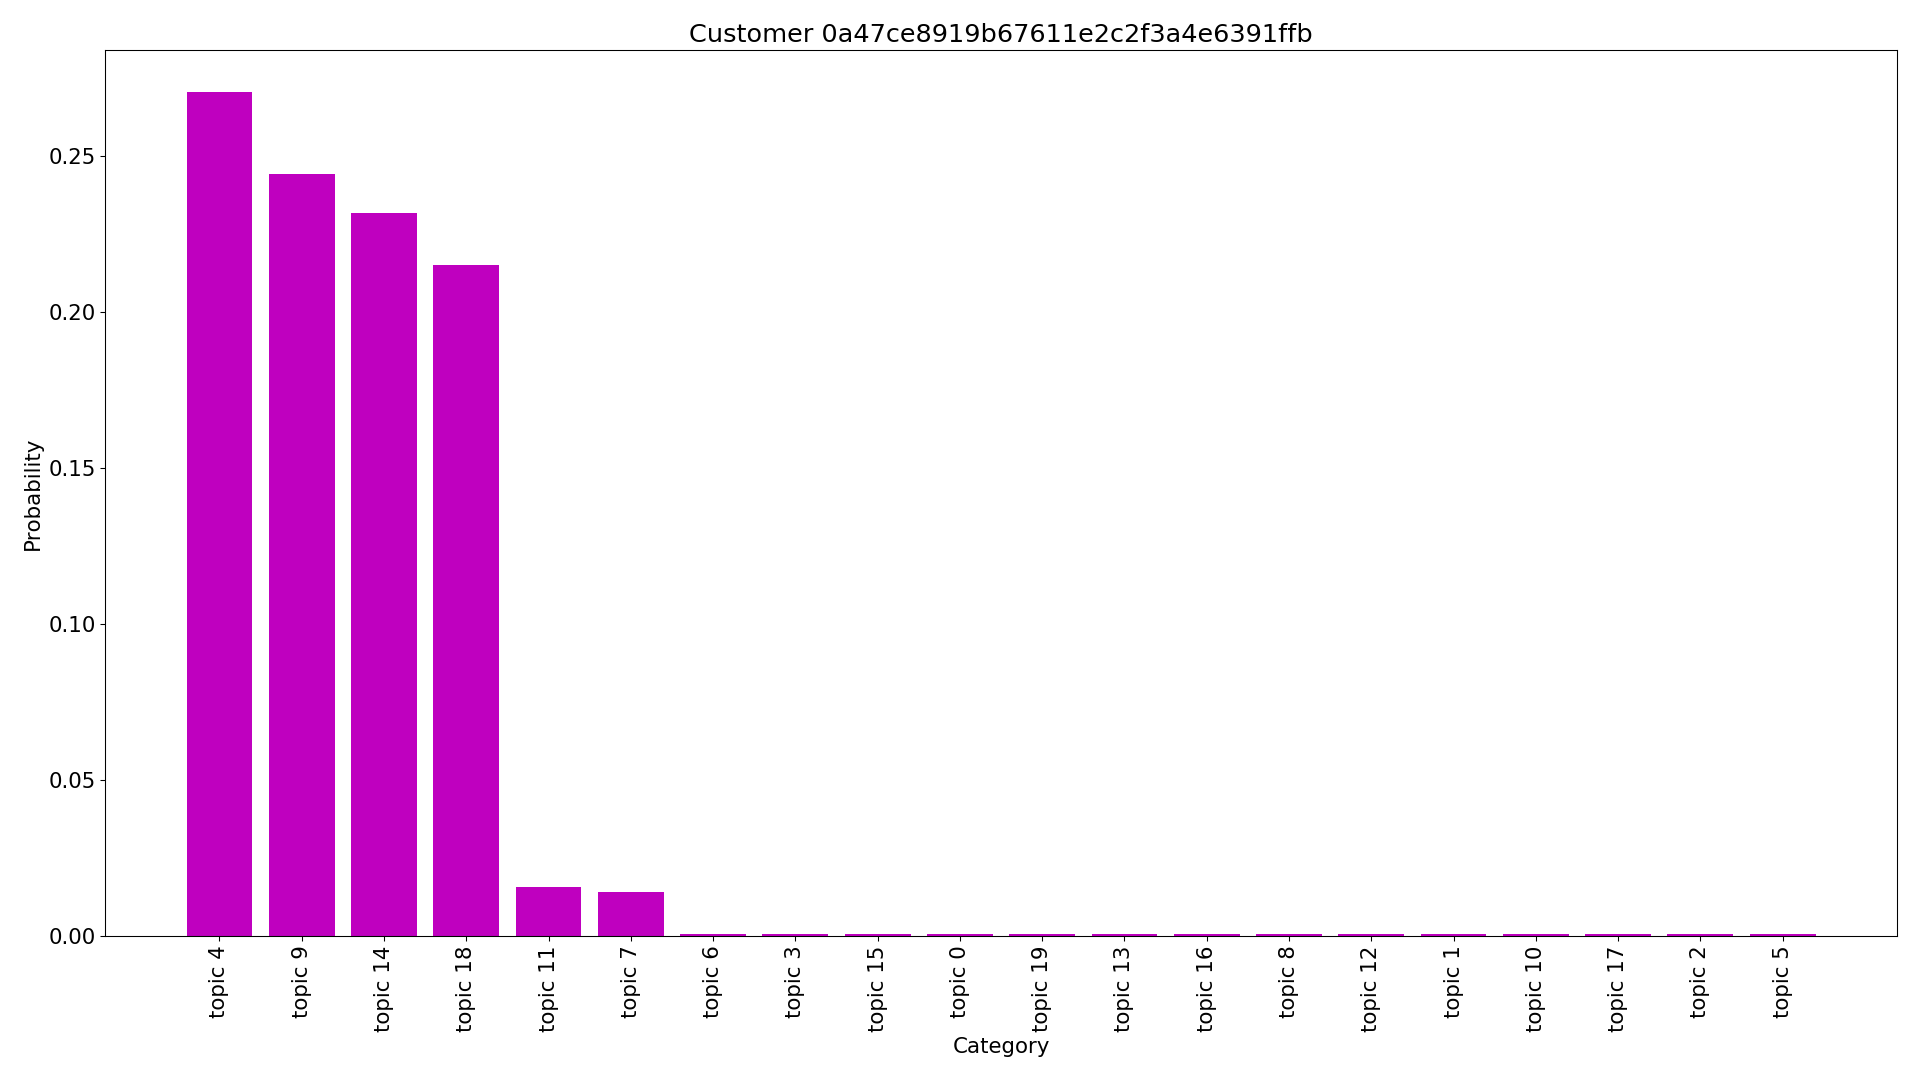 Customer 0a47ce8919b67611e2c2f3a4e6391ffb
Probability
0.25
0.20
0.15
0.10
0.05
0.00
topic 4
topic 9
topic 14
topic 18
topic 11
topic 7
topic 6
topic 3
topic 15
topic 0
topic 19
topic 13
topic 16
topic 8
topic 12
topic 1
topic 10
topic 17
topic 2
topic 5
Category